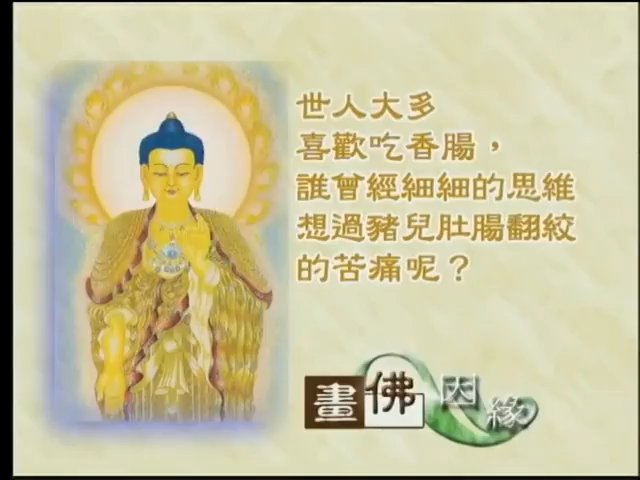 世人大多
喜歡吃香腸，
誰曾經細細的思維
想過豬兒肚腸翻絞
的苦痛呢？
畫佛因緣